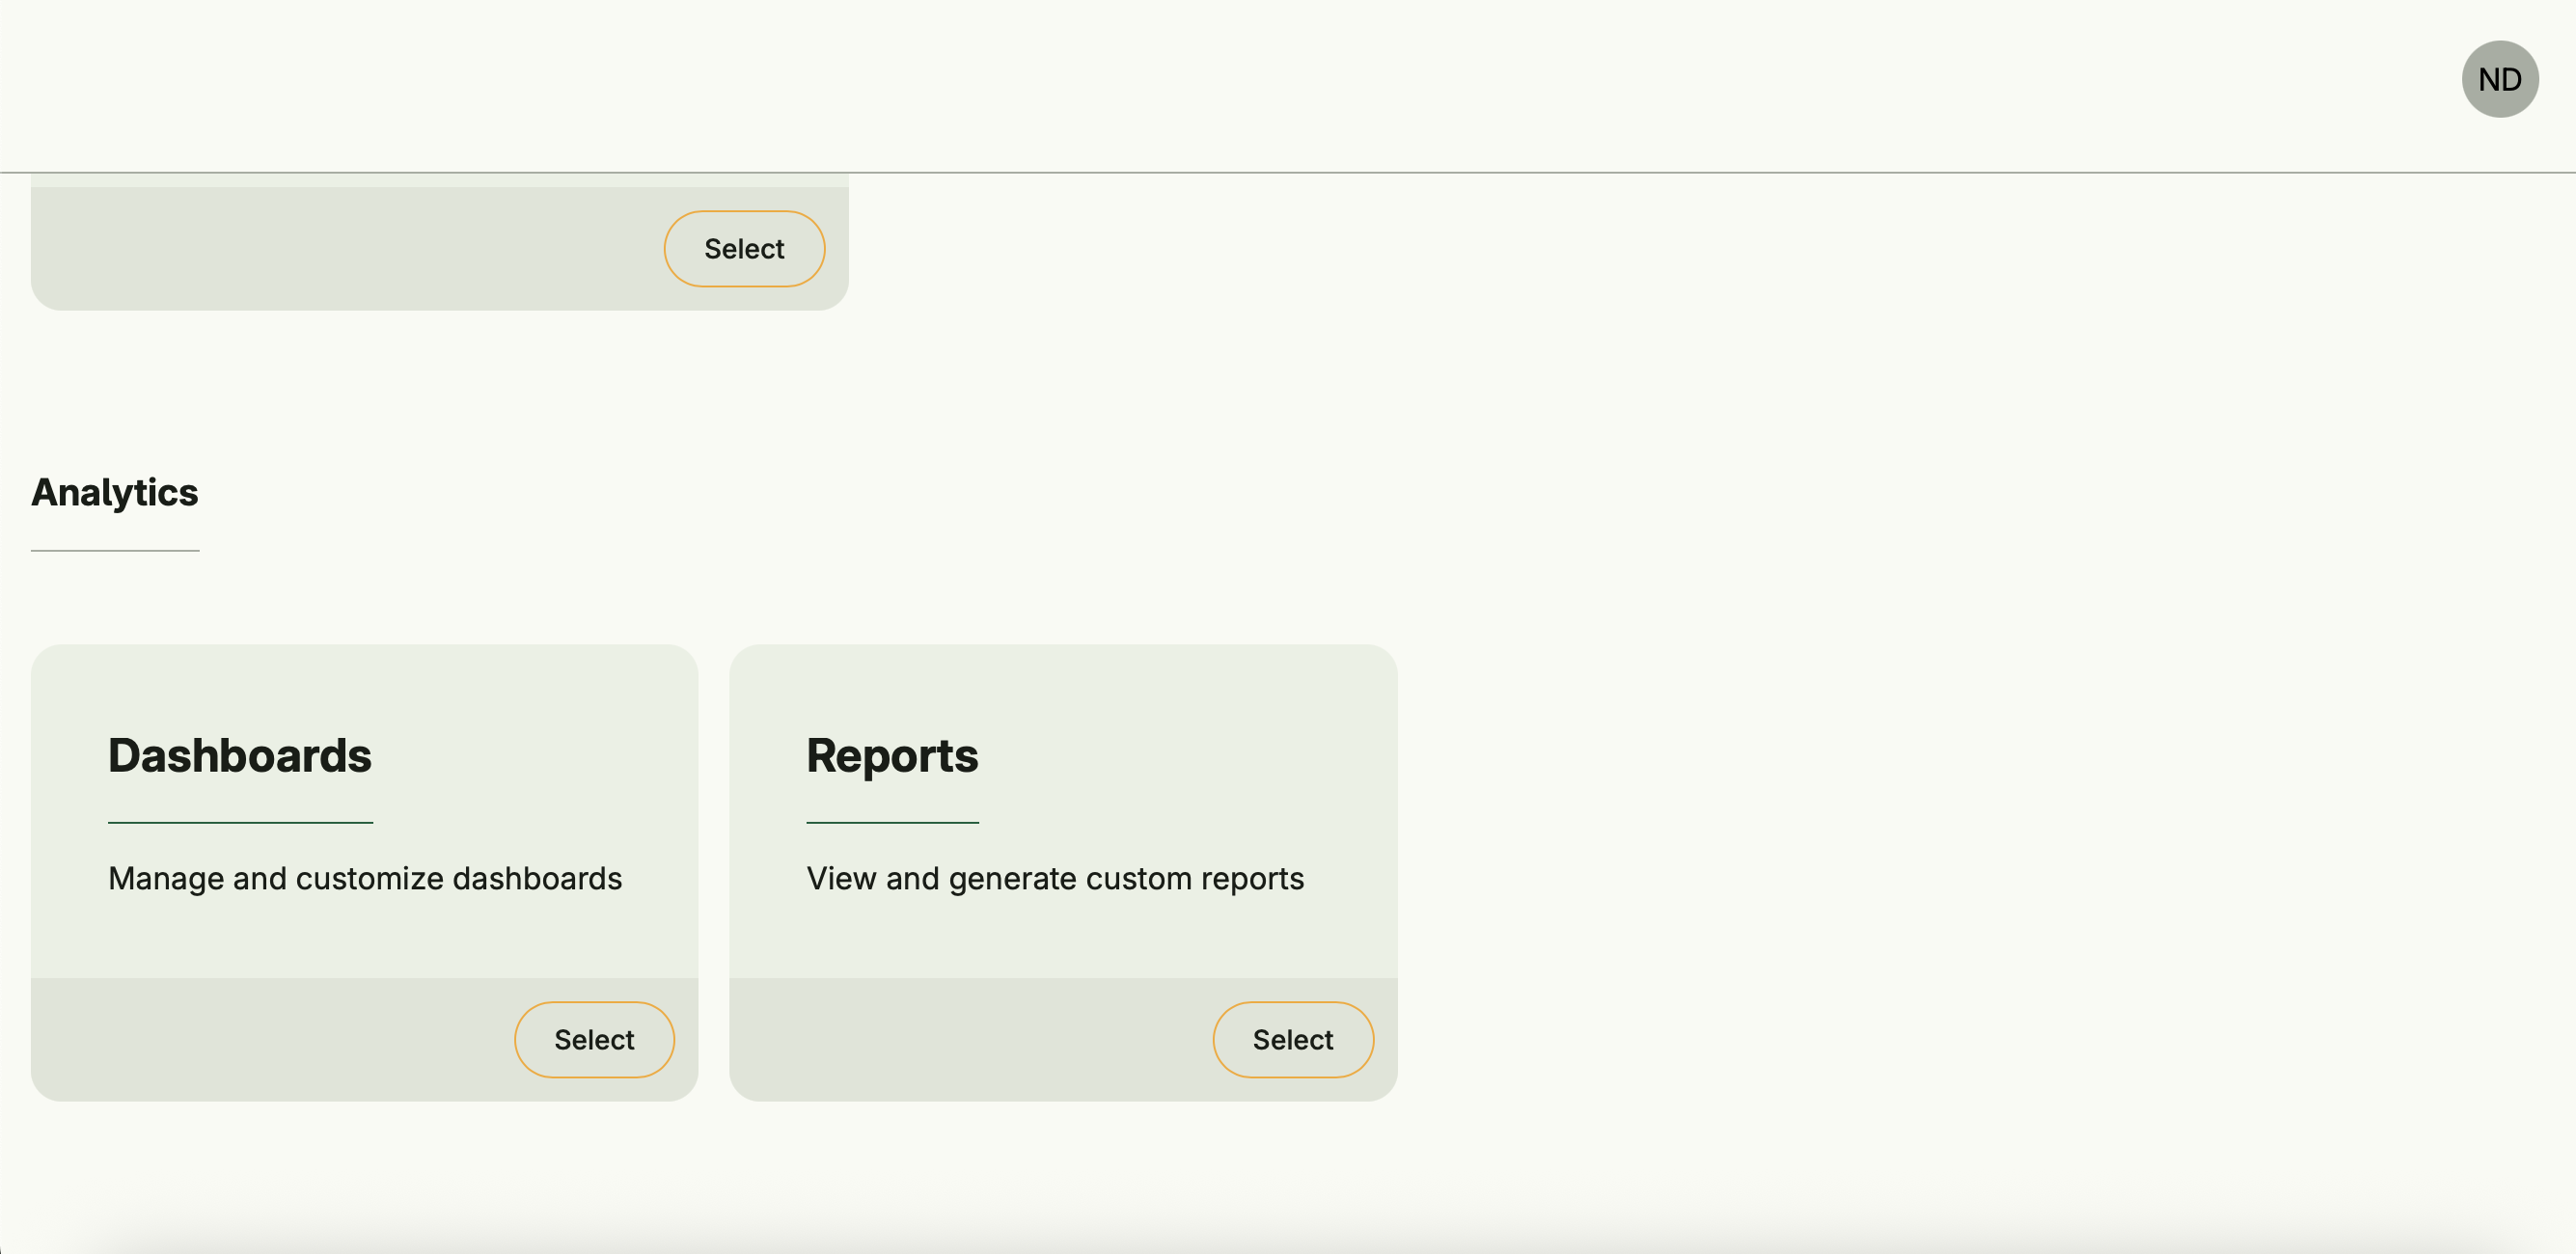 ND
Select
Analytics
Dashboards
Manage and customize dashboards
Select
Reports
View and generate custom reports
Select